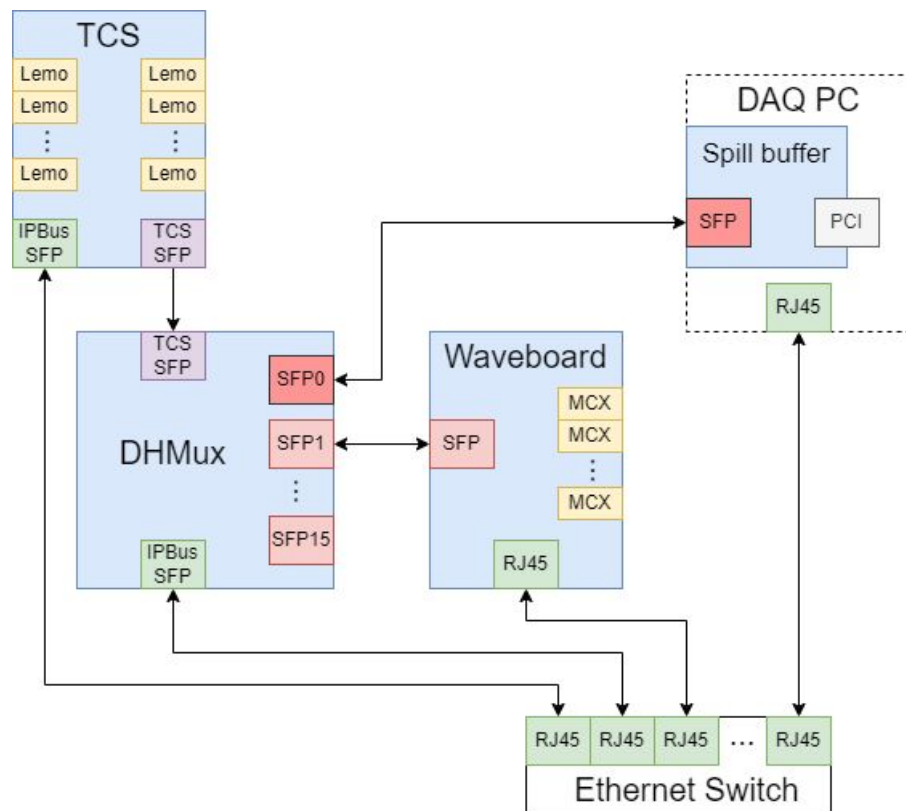 TCS
Lemo
Lemo
Lemo
Lemo
Lemo
Lemo
IPBus
SFP
TCS
SFP
DAQ PC
Spill buffer
SFP
PCI
RJ45
TCS
SFP
DHMux
SFP0
SFP1
SFP15
IPBus
SFP
Waveboard
SFP
MCX
MCX
MCX
RJ45
RJ45
RJ45
RJ45
...
RJ45
Ethernet Switch